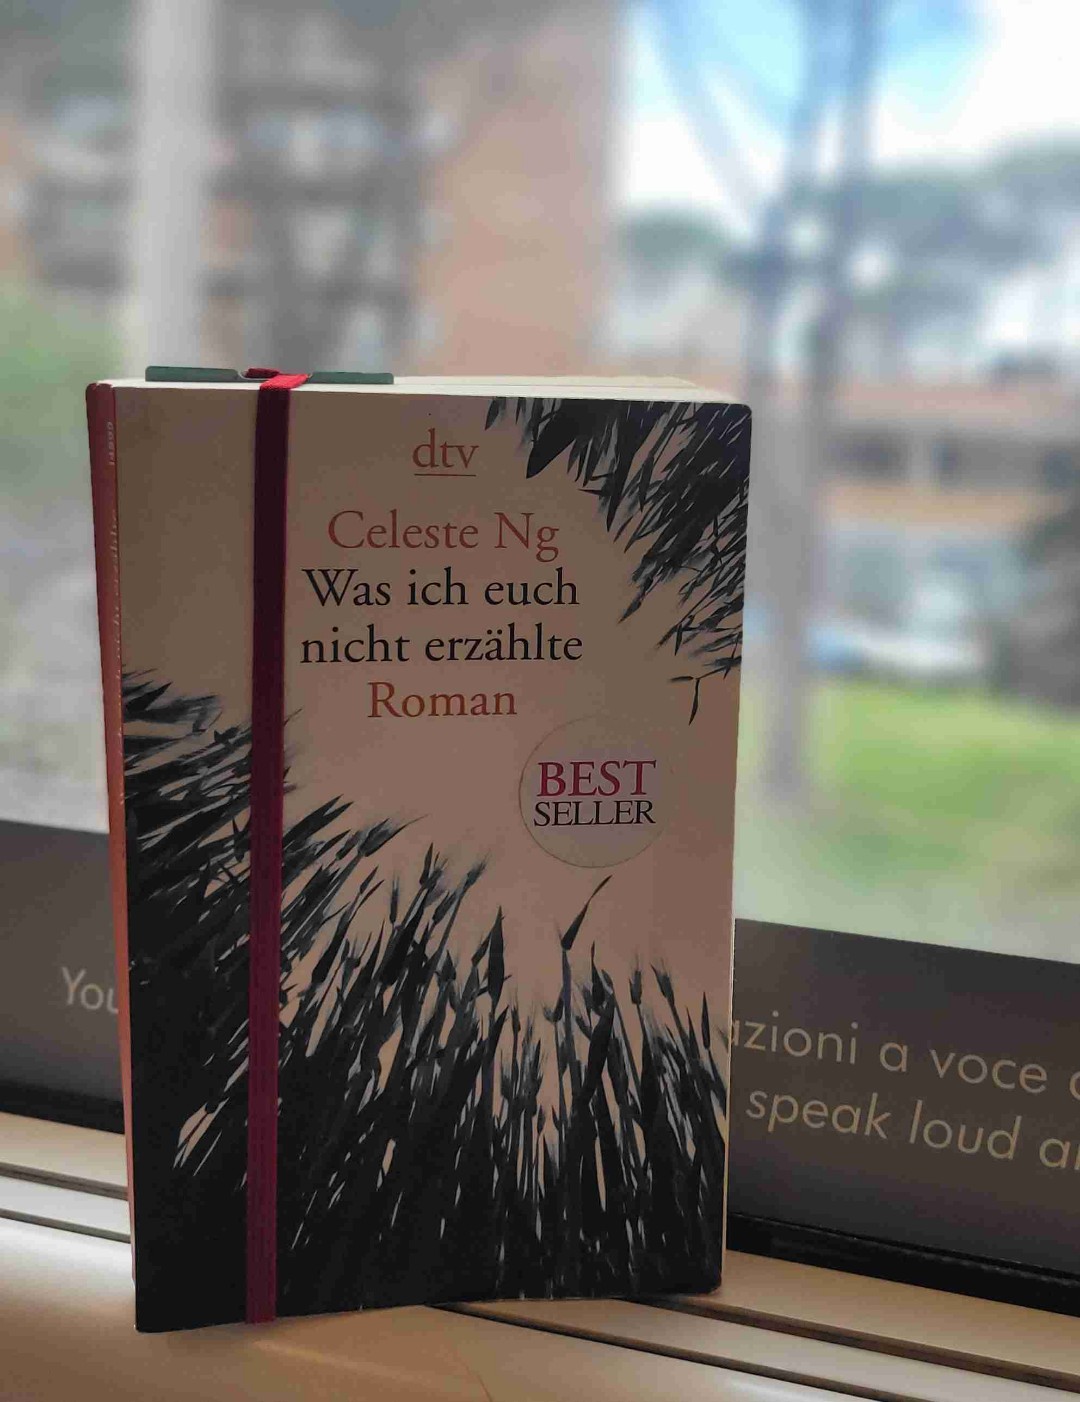 dtv
Celeste Ng
Was ich euch
nicht erzählte
Roman
BEST
SELLER
You
azioni a voce
speak loud